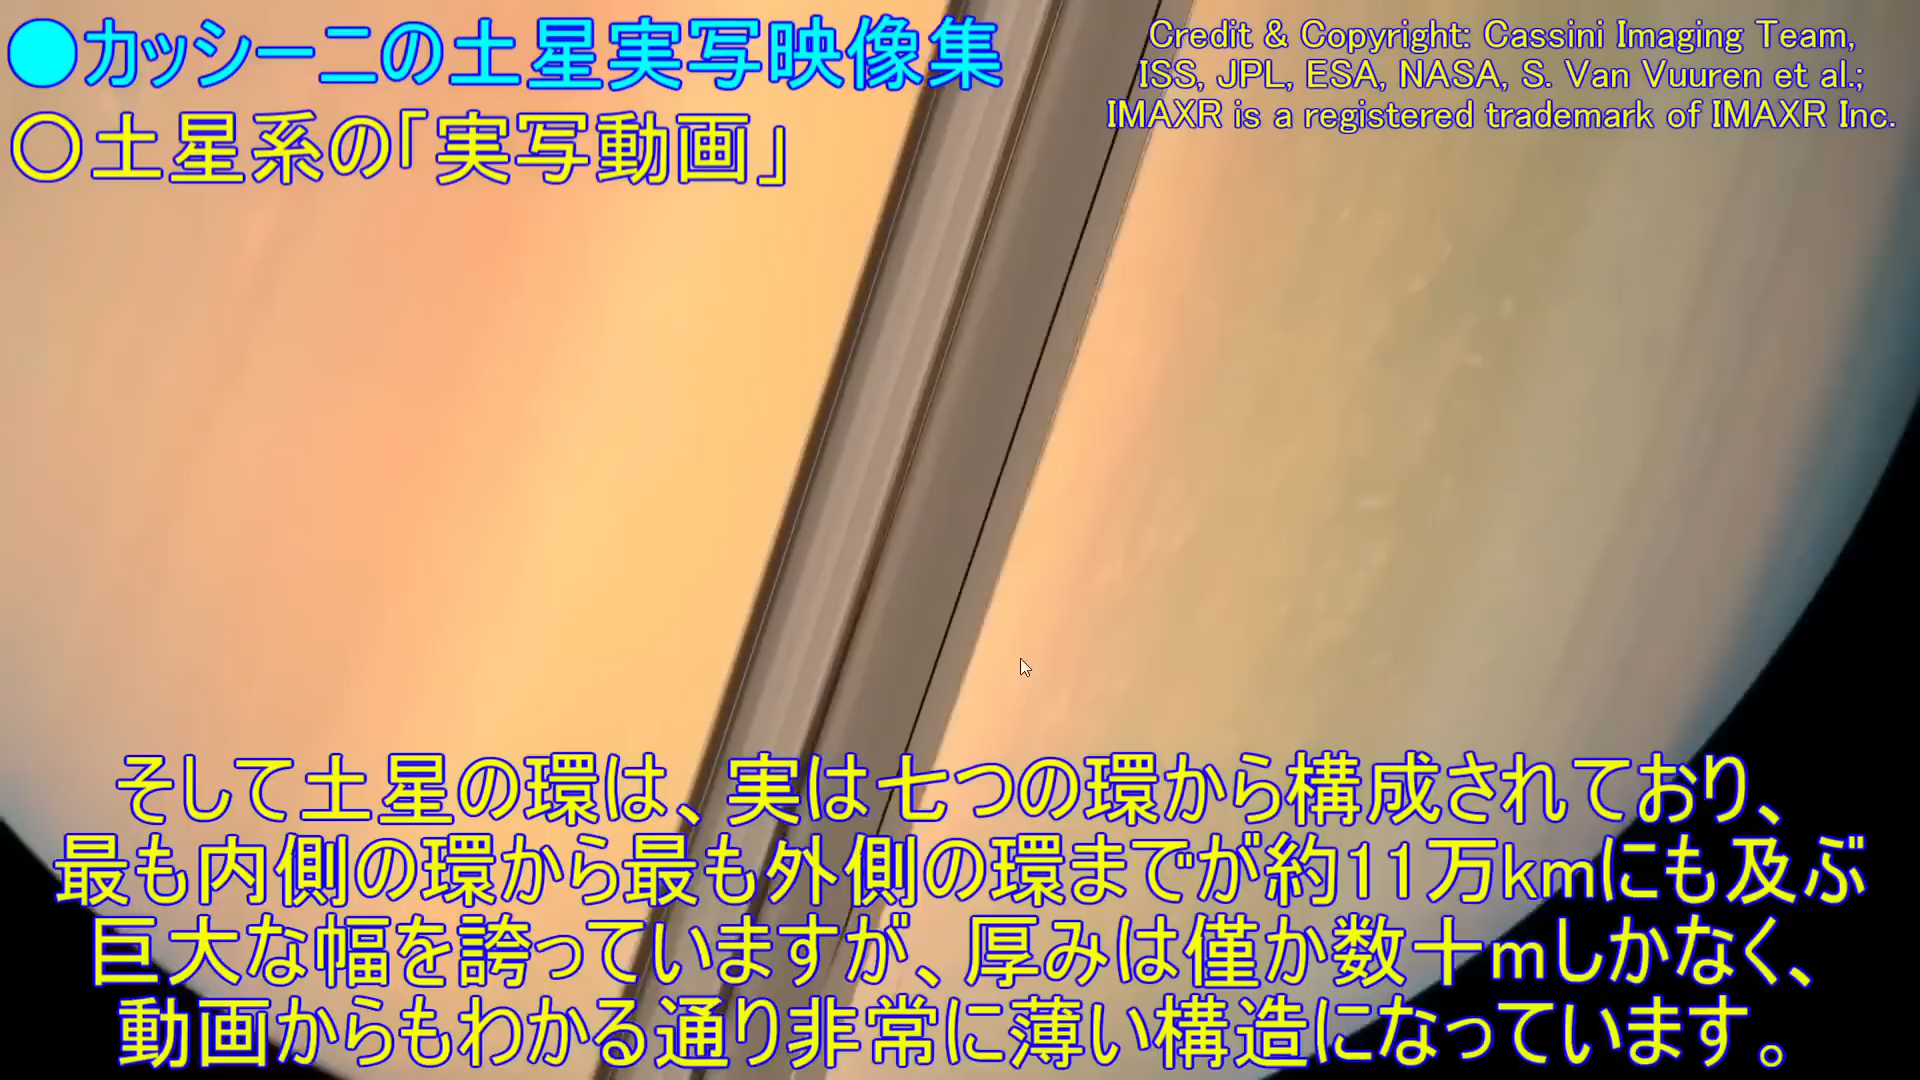 ●カッシーニの土星実写映像集
〇土星系の「実写動画」
Credit & Copyright: Cassini Imaging Team,
ISS, JPL, ESA, NASA, S. Van Vuuren et al.;
IMAXR is a registered trademark of IMAXR Inc.
そして土星の環は、実は七つの環から構成されており、
最も内側の環から最も外側の環までが約11万kmにも及ぶ
巨大な幅を誇っていますが、厚みは僅か数十mしかなく、
動画からもわかる通り非常に薄い構造になっています。